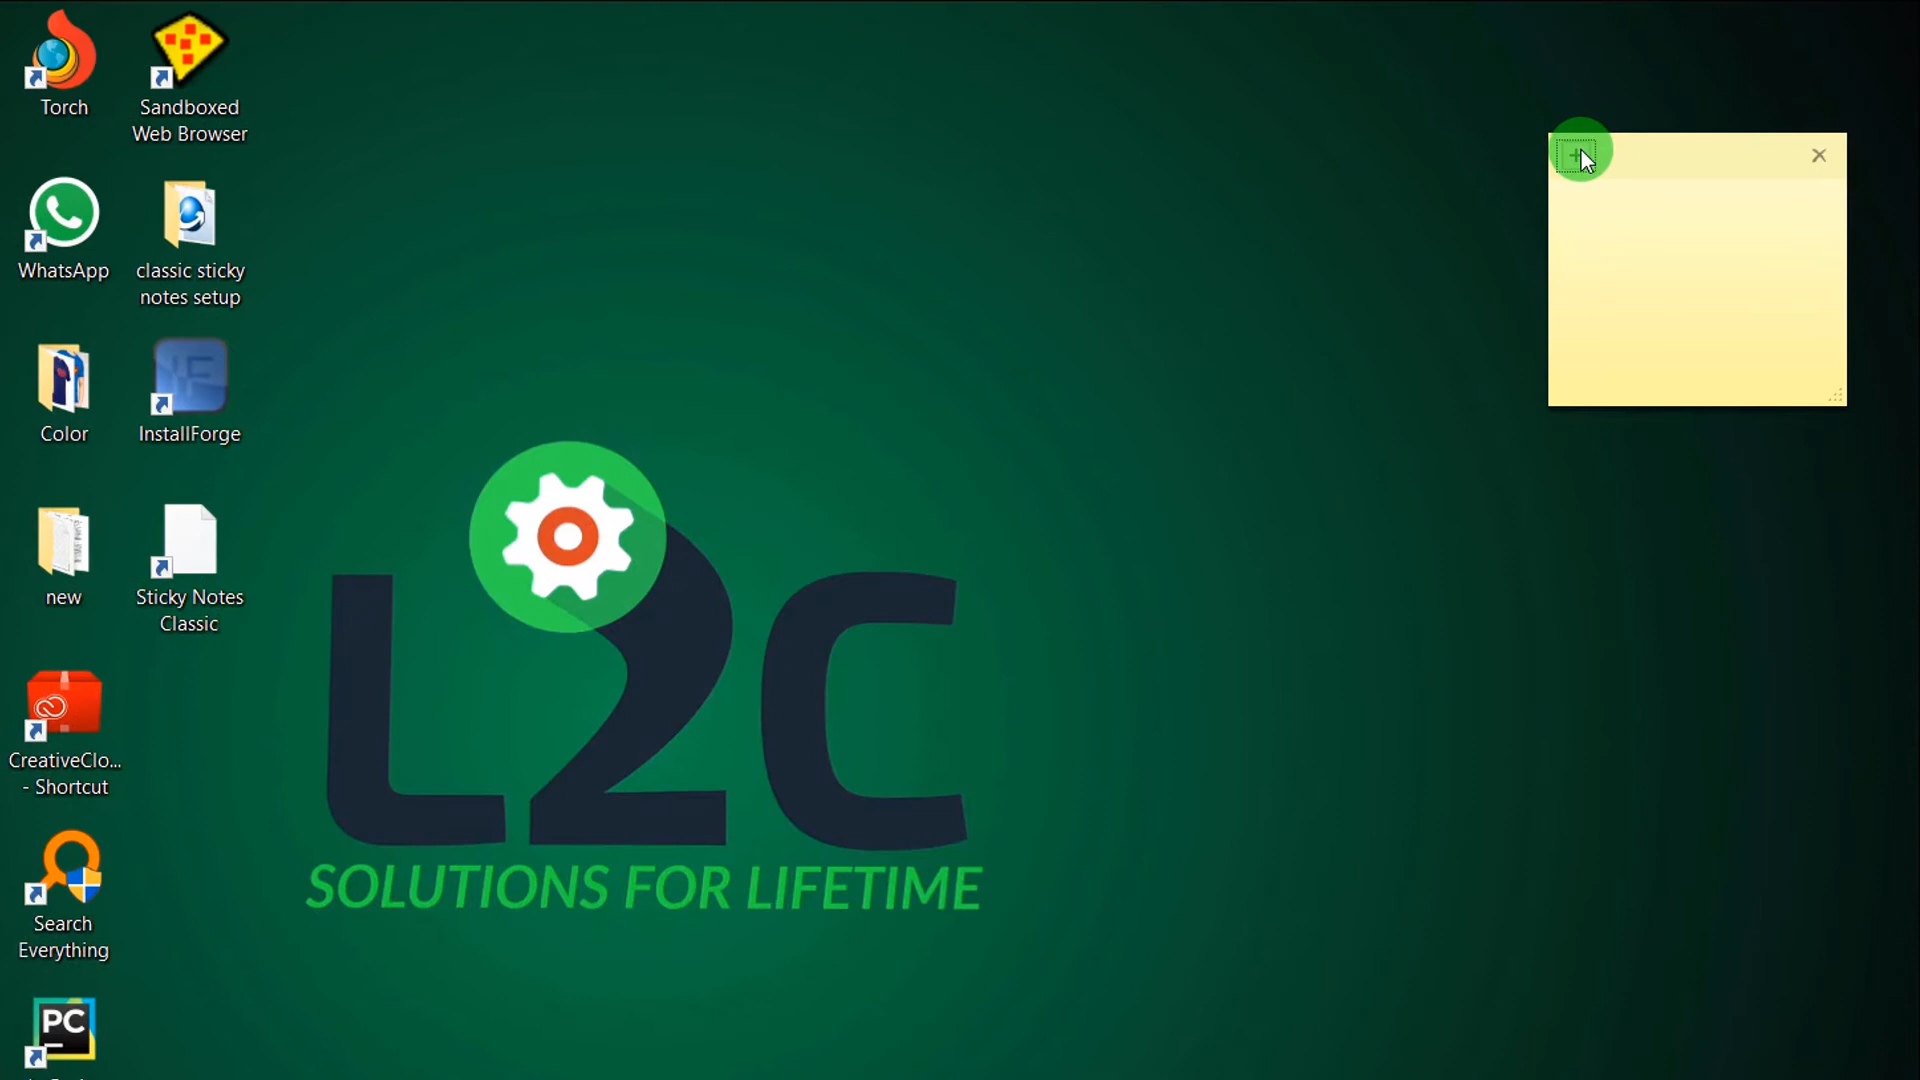 Torch
Sandboxed
Web Browser
WhatsApp
classic sticky
notes setup
Color
InstallForge
new
Sticky Notes
Classic
CreativeClo...
- Shortcut
Search
Everything
PC
L2C
SOLUTIONS FOR LIFETIME